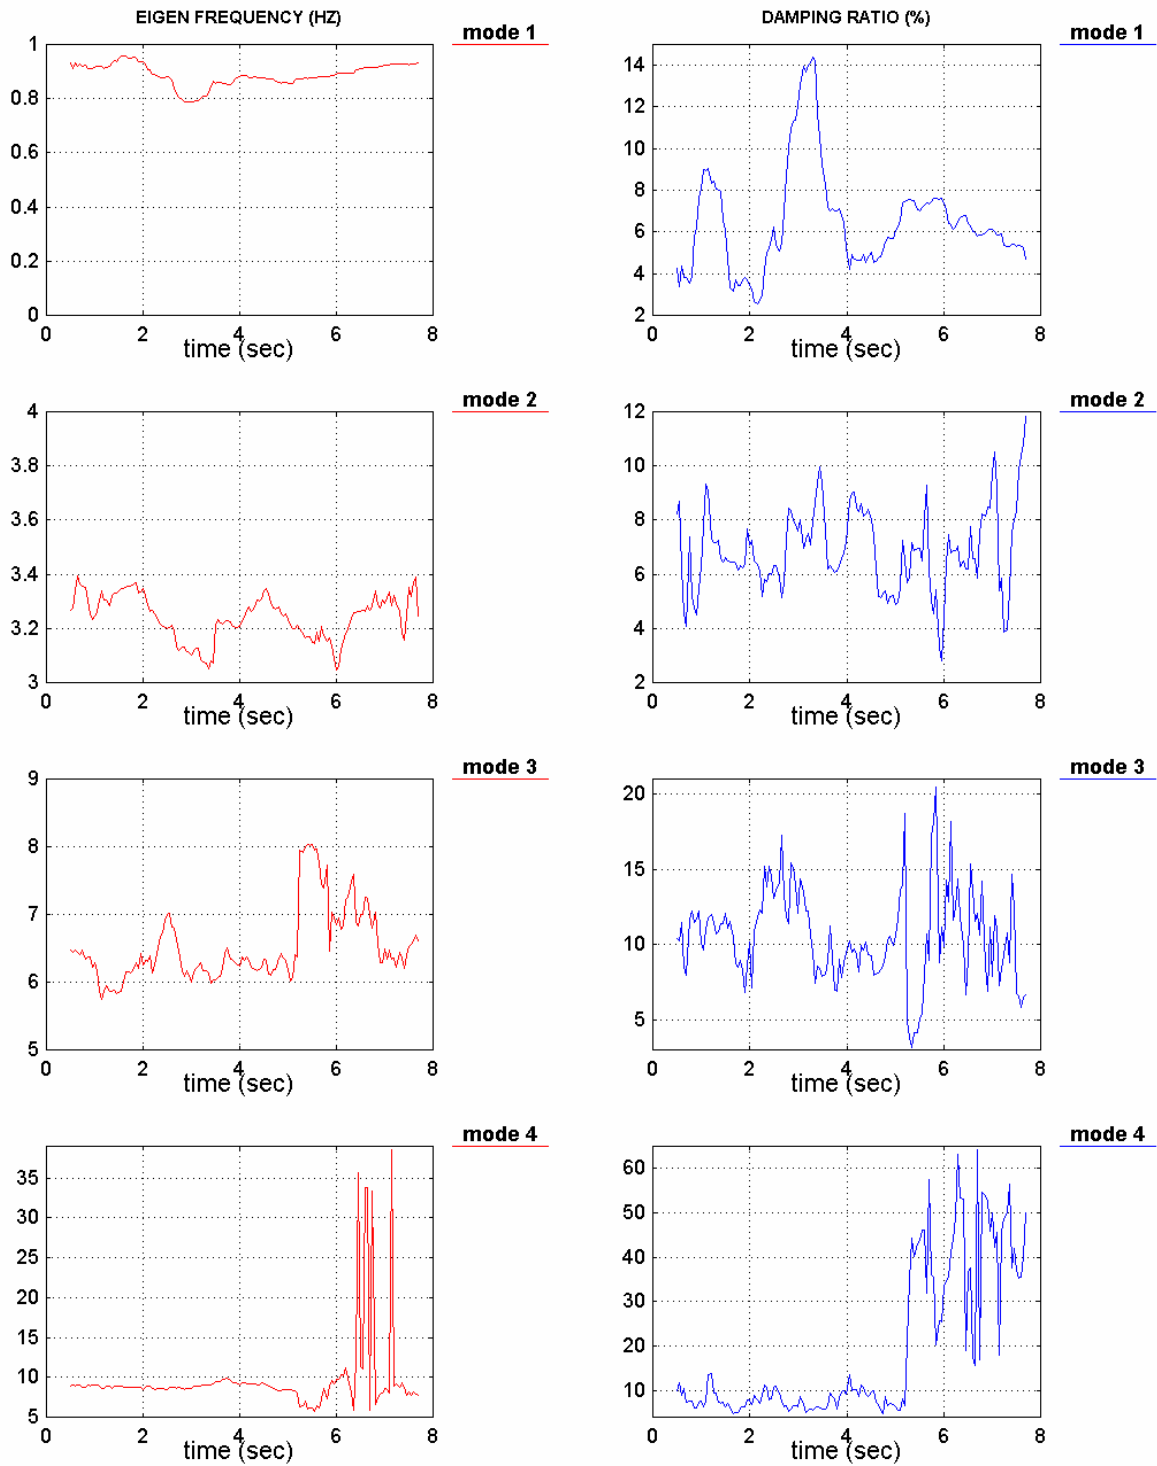 EIGEN FREQUENCY (HZ)
DAMPING RATIO (%)
mode 1
1
0.8
0.6
0.4
0.2
0
0 2 4 6 8
time (sec)
mode 1
14
12
10
8
6
4
2
0 2 4 6 8
time (sec)
mode 2
4
3.8
3.6
3.4
3.2
3
0 2 4 6 8
time (sec)
mode 2
12
10
8
6
4
2
0 2 4 6 8
time (sec)
mode 3
9
8
7
6
5
0 2 4 6 8
time (sec)
mode 3
20
15
10
5
0 2 4 6 8
time (sec)
mode 4
35
30
25
20
15
10
5
0 2 4 6 8
time (sec)
mode 4
60
50
40
30
20
10
0 2 4 6 8
time (sec)